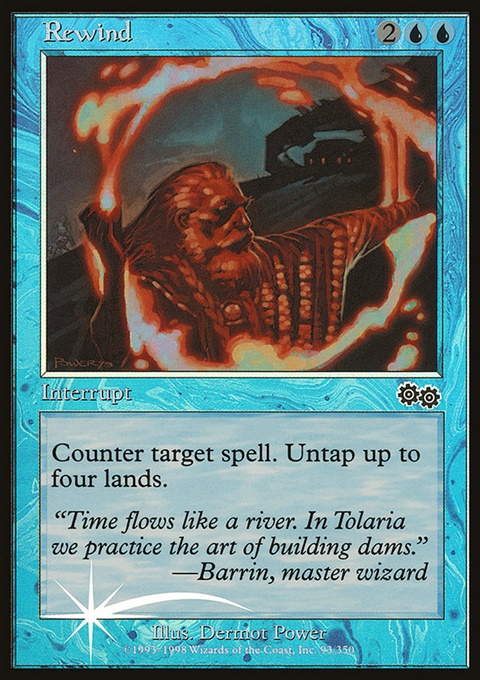 Rewind 2
POWER 98
Interrupt
Counter target spell. Untap up to
four lands.
“Time flows like a river. In Tolaria
we practice the art of building dams.”
—Barrin, master wizard
Illus. Dermot Power
©1993-1998 Wizards of the Coast, Inc. 93/350